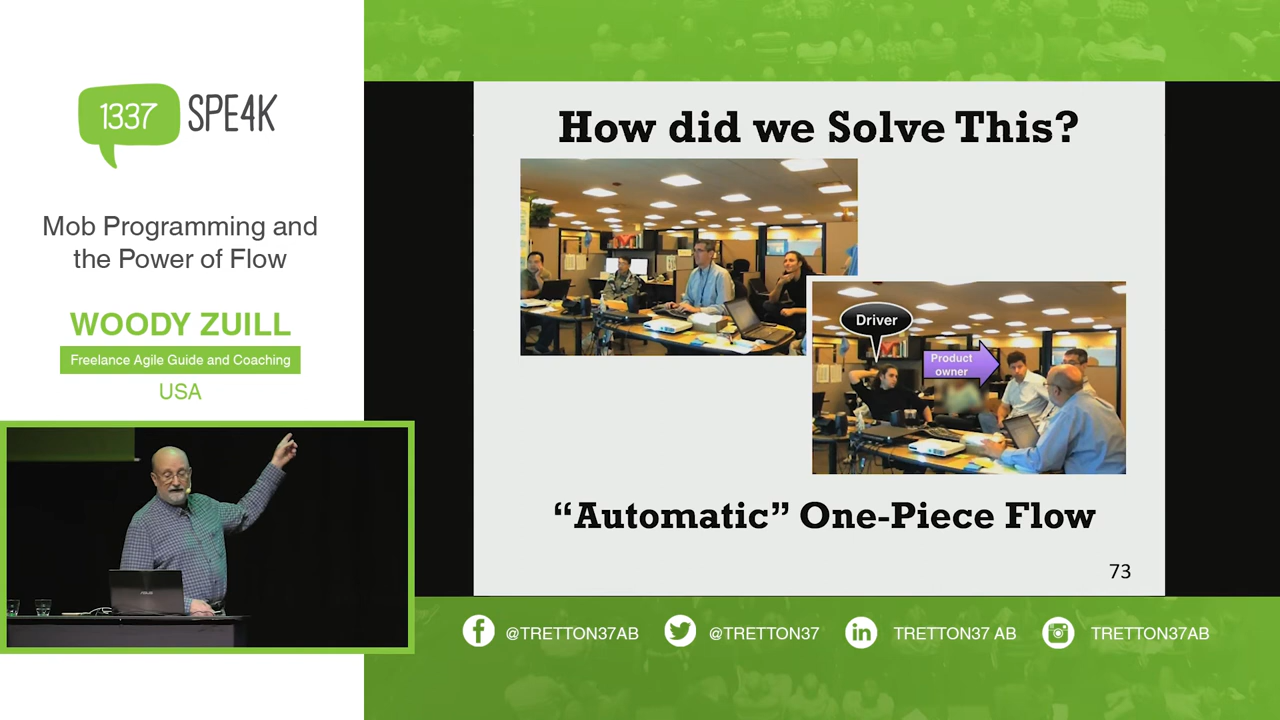 1337 SPE4K
Mob Programming and
the Power of Flow
WOODY ZUILL
Freelance Agile Guide and Coaching
USA
How did we Solve This?
Driver
Product
owner
“Automatic” One-Piece Flow
73
ASUS
@TRETTON37AB
@TRETTON37
TRETTON37 AB
TRETTON37AB